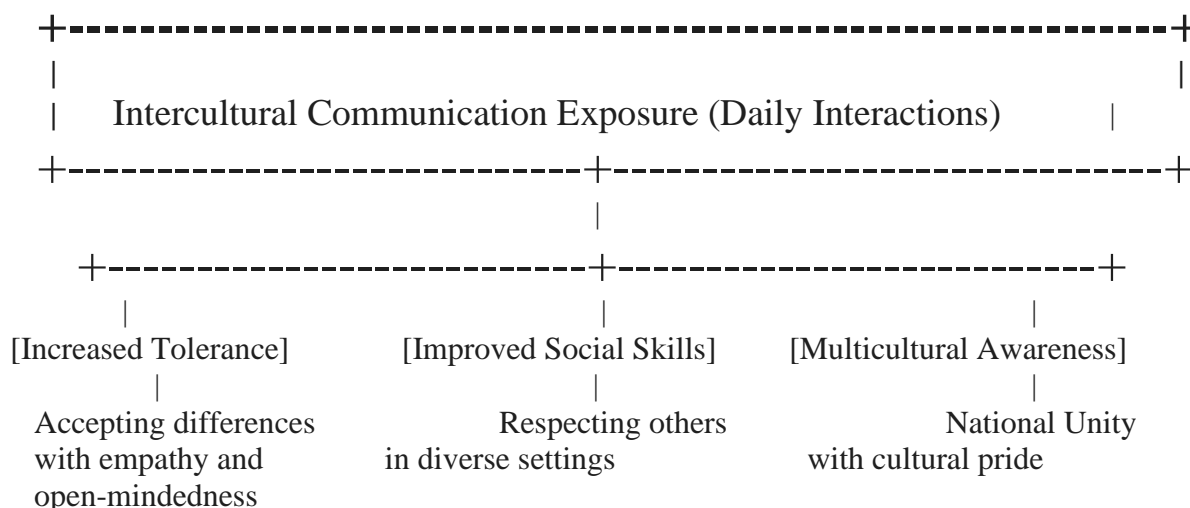 Intercultural Communication Exposure (Daily Interactions)
[Increased Tolerance] [Improved Social Skills] [Multicultural Awareness]
Accepting differences Respecting others National Unity
with empathy and in diverse settings with cultural pride
open-mindedness